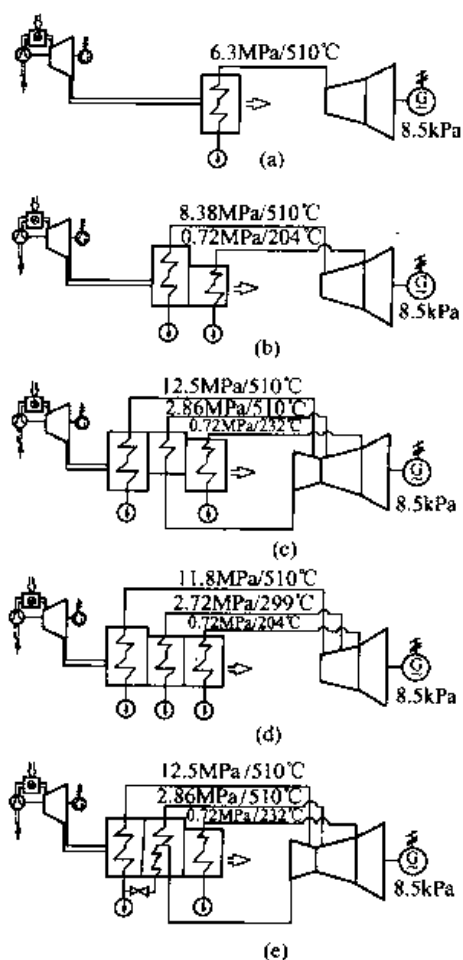 6.3MPa/510℃
G
8.5kPa
(a)
8.38MPa/510℃
0.72MPa/204℃
G
8.5kPa
(b)
12.5MPa/510℃
2.86MPa/510℃
0.72MPa/232℃
G
8.5kPa
(c)
11.8MPa/510℃
2.72MPa/299℃
0.72MPa/204℃
G
8.5kPa
(d)
12.5MPa/510℃
2.86MPa/510℃
0.72MPa/232℃
G
8.5kPa
(e)